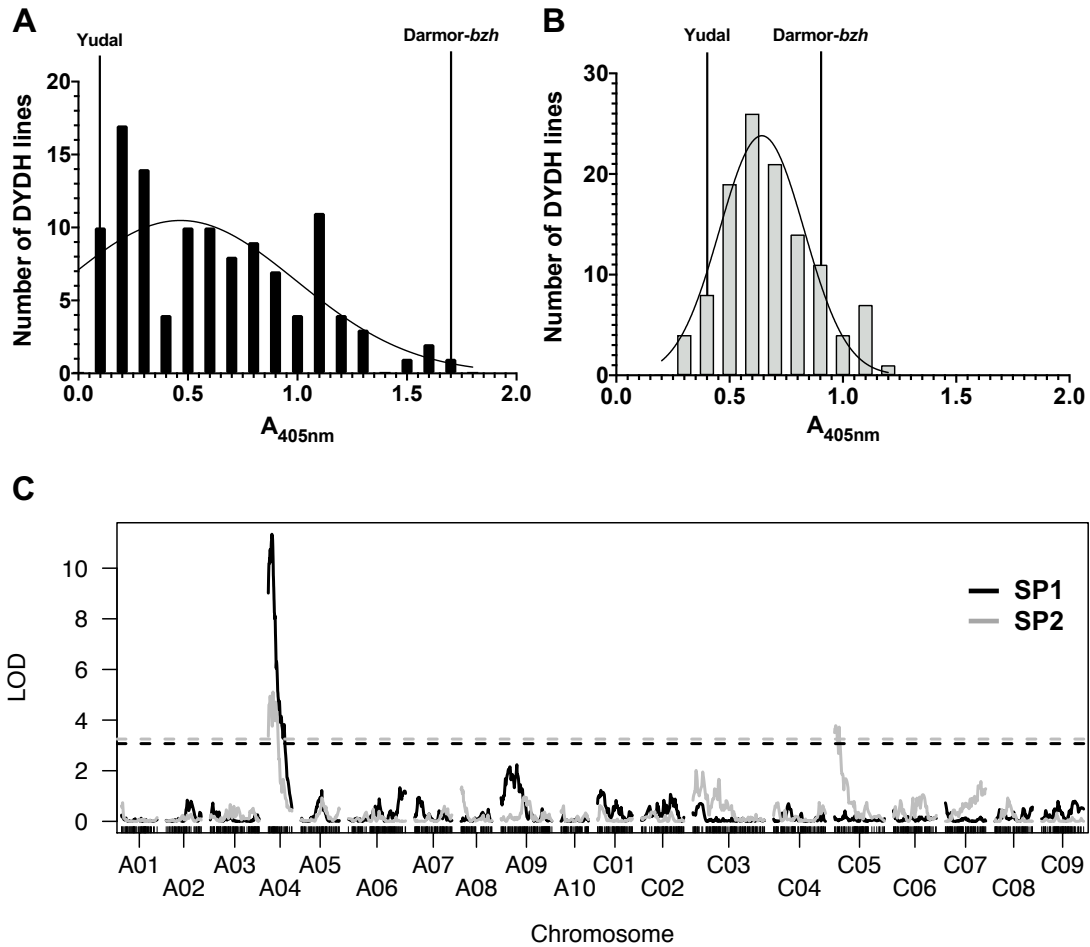 A
Yudal
Darmor-bzh
Number of DYDH lines
20
15
10
5
0
0.0 0.5 1.0 1.5 2.0
A405nm
B
Yudal
Darmor-bzh
Number of DYDH lines
30
20
10
0
0.0 0.5 1.0 1.5 2.0
A405nm
C
SP1
SP2
LOD
10
8
6
4
2
0
A01 A03 A05 A07 A09 C01 C03 C05 C07 C09
A02 A04 A06 A08 A10 C02 C04 C06 C08
Chromosome